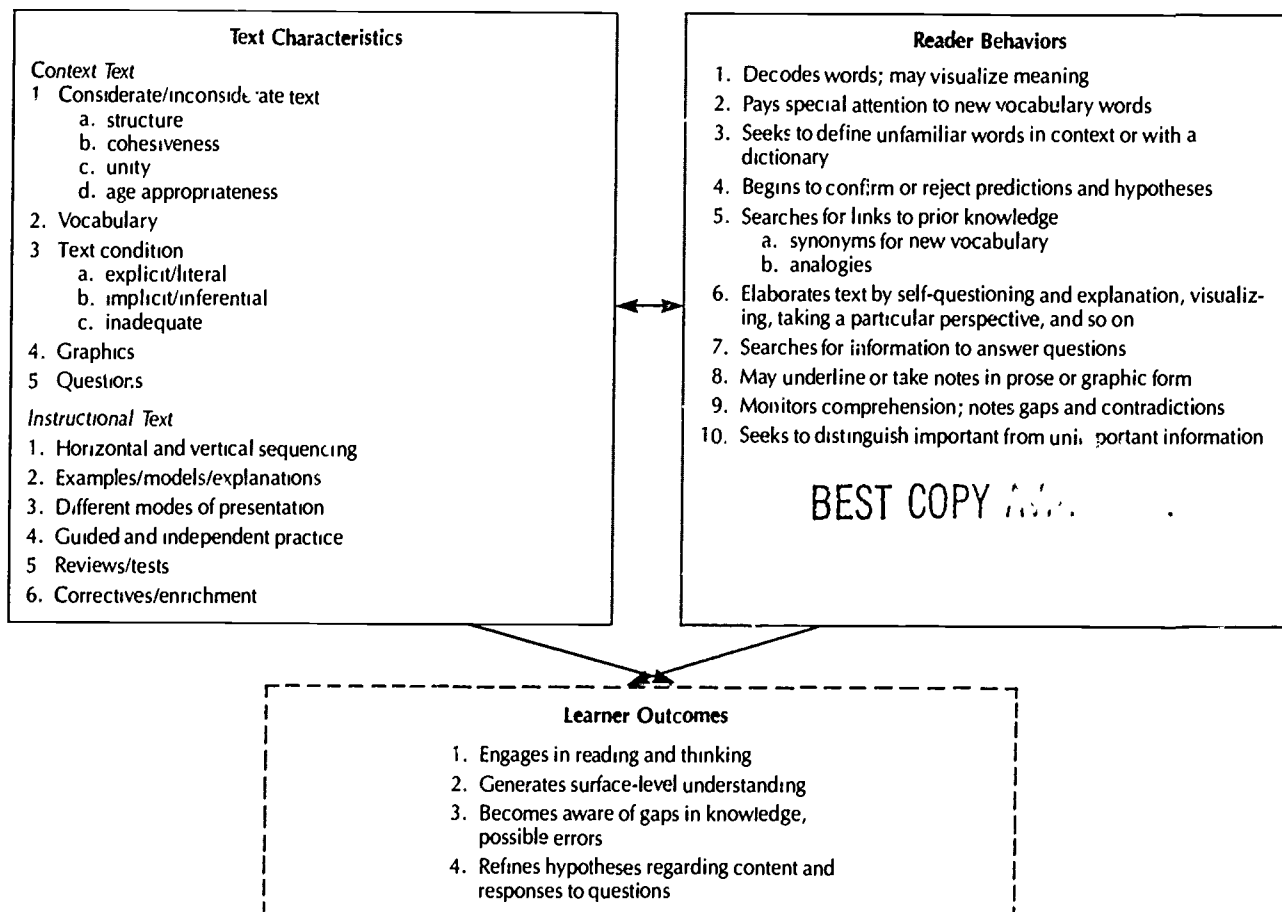 Text Characteristics
Context Text
1 Considerate/inconsiderate text
a. structure
b. cohesiveness
c. unity
d. age appropriateness
2. Vocabulary
3 Text condition
a. explicit/literal
b. implicit/inferential
c. inadequate
4. Graphics
5 Questions
Instructional Text
1. Horizontal and vertical sequencing
2. Examples/models/explanations
3. Different modes of presentation
4. Guided and independent practice
5 Reviews/tests
6. Correctives/enrichment
Reader Behaviors
1. Decodes words; may visualize meaning
2. Pays special attention to new vocabulary words
3. Seeks to define unfamiliar words in context or with a
dictionary
4. Begins to confirm or reject predictions and hypotheses
5. Searches for links to prior knowledge
a. synonyms for new vocabulary
b. analogies
6. Elaborates text by self-questioning and explanation, visualiz-
ing, taking a particular perspective, and so on
7. Searches for information to answer questions
8. May underline or take notes in prose or graphic form
9. Monitors comprehension; notes gaps and contradictions
10. Seeks to distinguish important from unimportant information
BEST COPY
Learner Outcomes
1. Engages in reading and thinking
2. Generates surface-level understanding
3. Becomes aware of gaps in knowledge,
possible errors
4. Refines hypotheses regarding content and
responses to questions